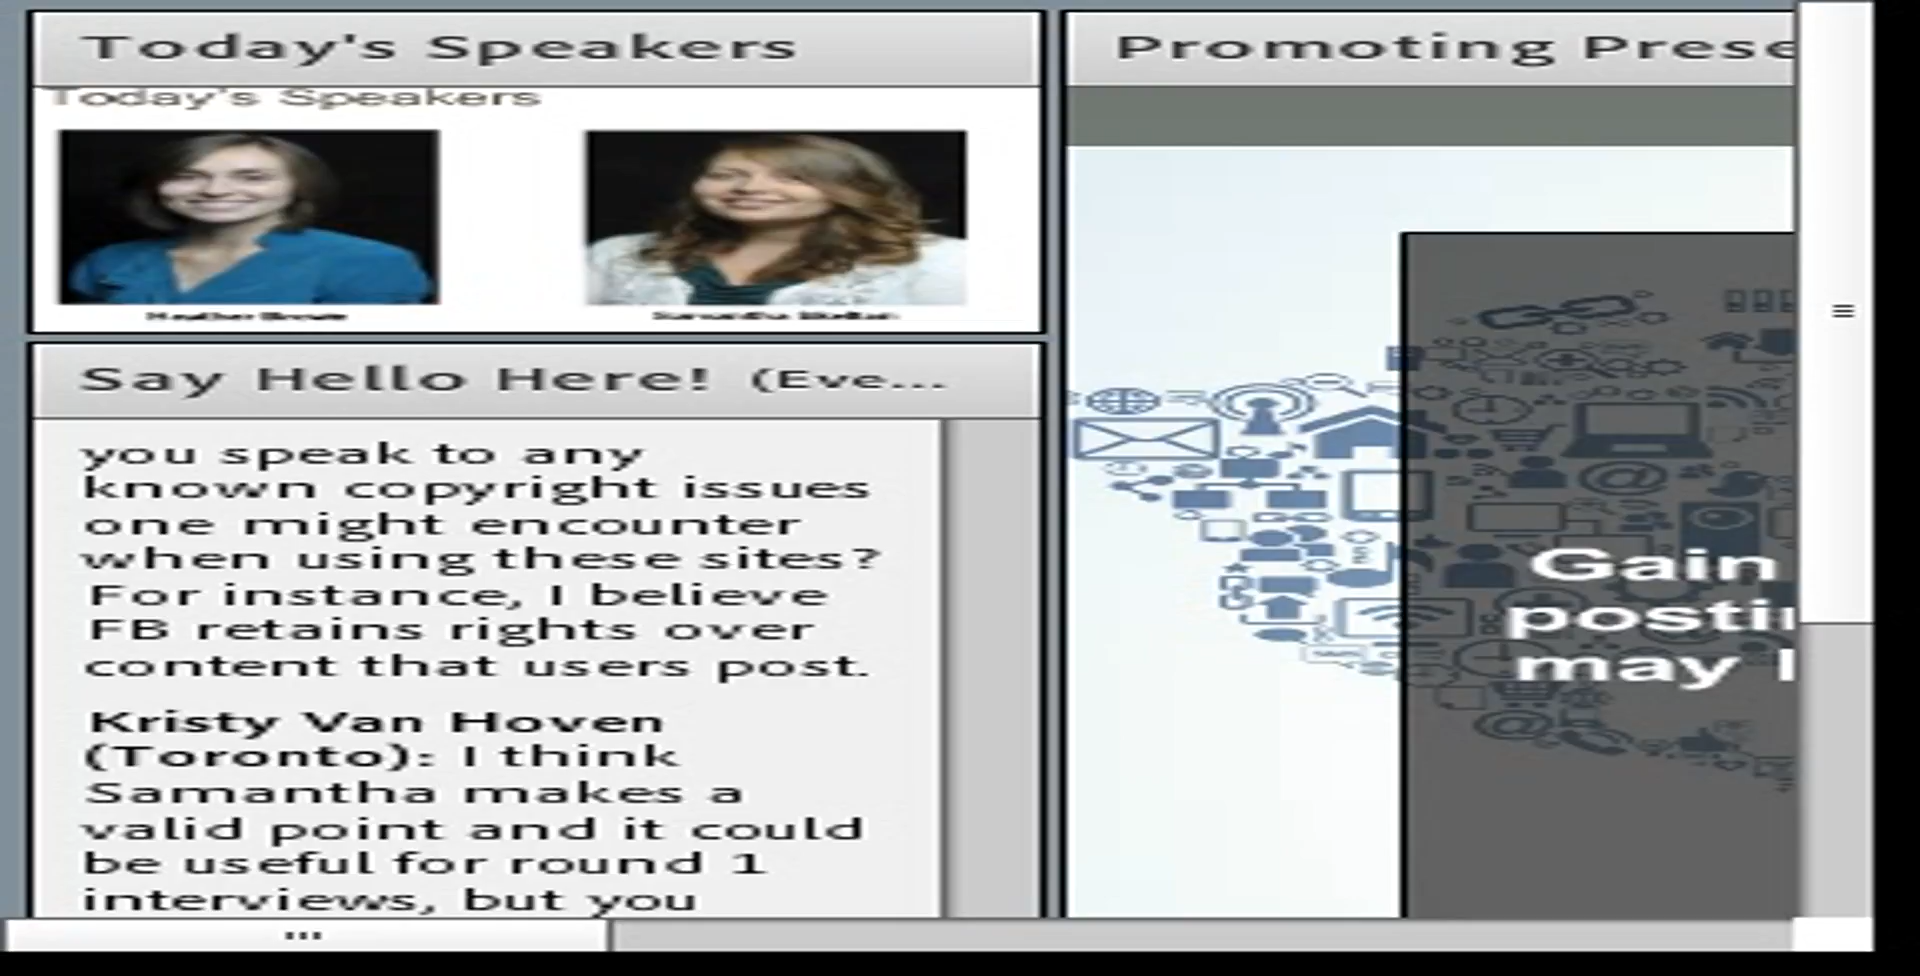 Today's Speakers
Today's Speakers
Heather
Samantha
Say Hello Here! (Eve...
you speak to any
known copyright issues
one might encounter
when using these sites?
For instance, I believe
FB retains rights over
content that users post.
Kristy Van Hoven
(Toronto): I think
Samantha makes a
valid point and it could
be useful for round 1
interviews, but you
Promoting Prese
Gain
postin
may